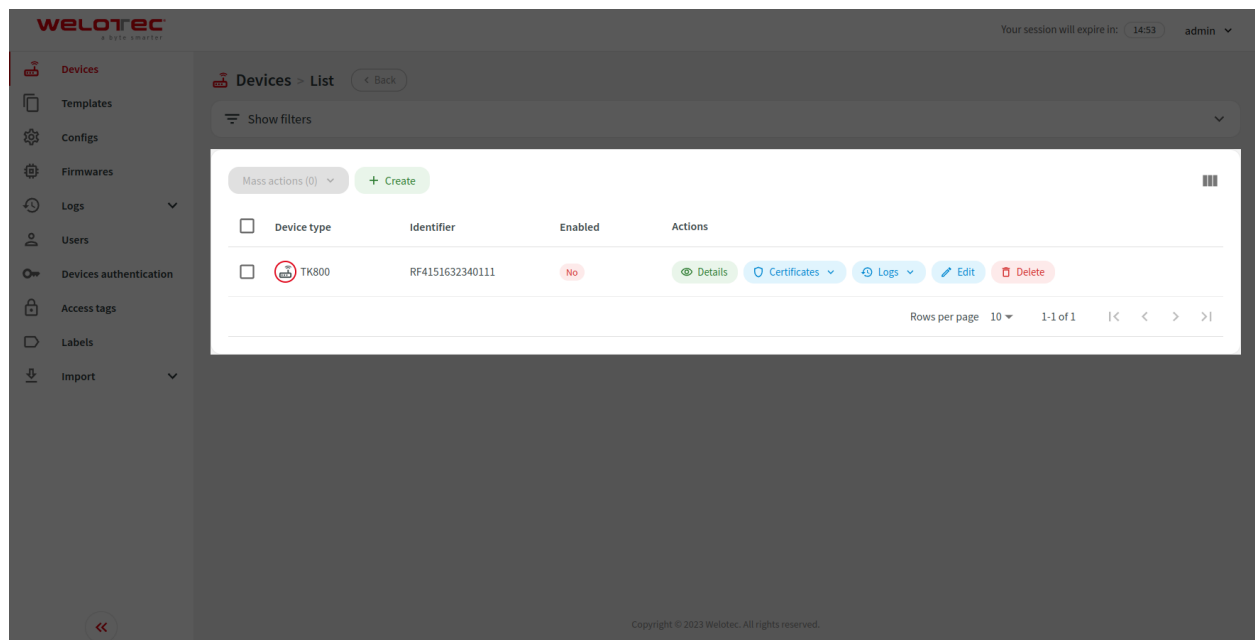 welotec
a byte smarter
Your session will expire in: 14:53 admin
Devices
Templates
Configs
Firmwares
Logs
Users
Devices authentication
Access tags
Labels
Import
Devices > List < Back
Show filters
Mass actions (0) + Create
Device type Identifier Enabled Actions
TK800 RF4151632340111 No Details Certificates Logs Edit Delete
Rows per page 10 1-1 of 1
Copyright © 2023 Welotec. All rights reserved.